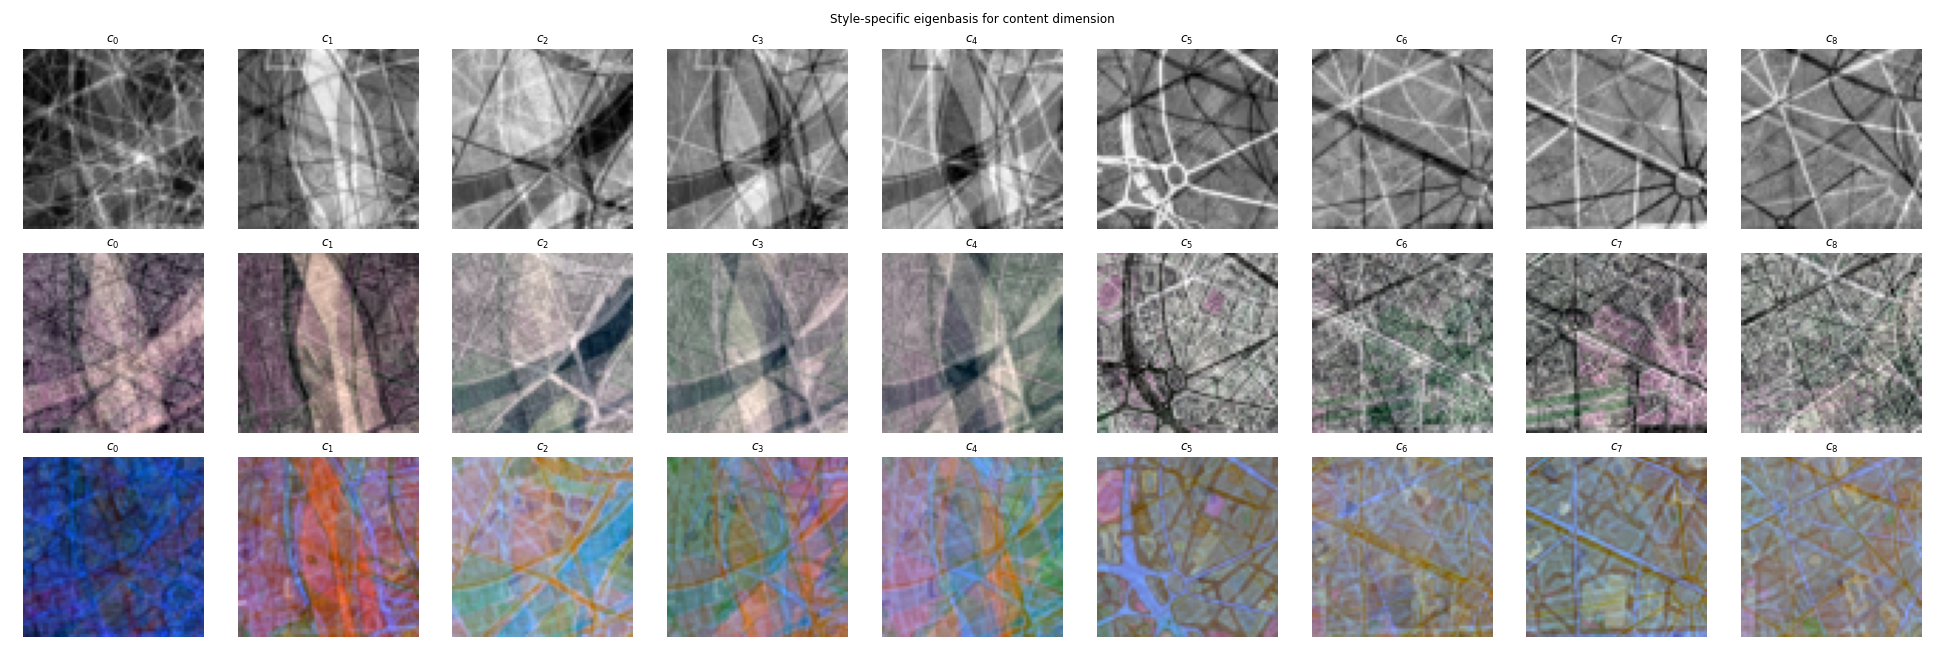 Style-specific eigenbasis for content dimension
c₀ c₁ c₂ c₃ c₄ c₅ c₆ c₇ c₈
c₀ c₁ c₂ c₃ c₄ c₅ c₆ c₇ c₈
c₀ c₁ c₂ c₃ c₄ c₅ c₆ c₇ c₈